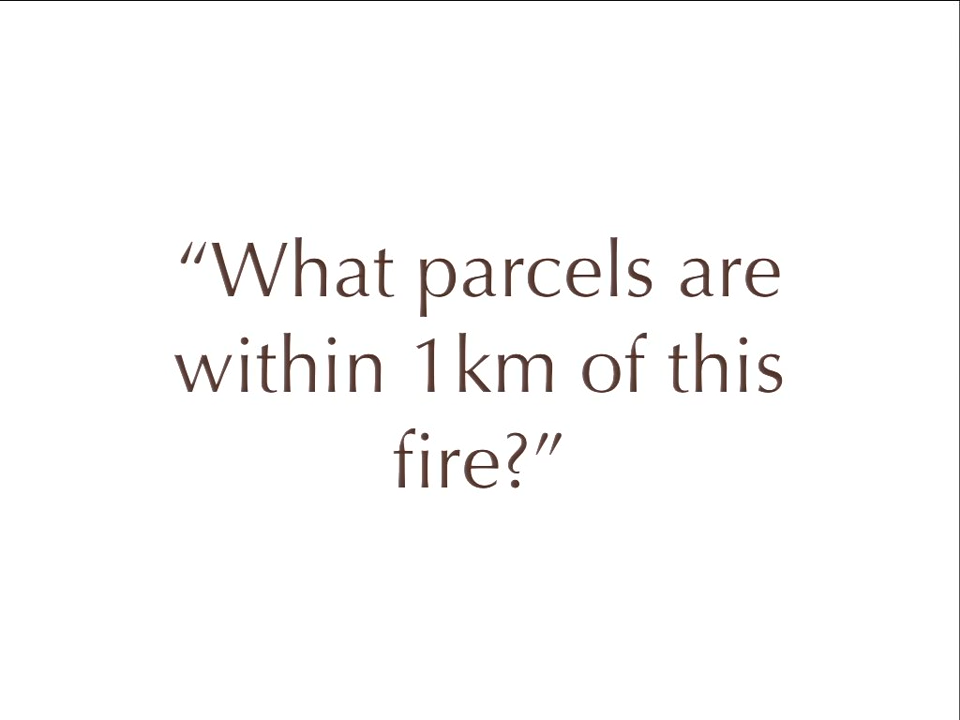 “What parcels are
within 1km of this
fire?”